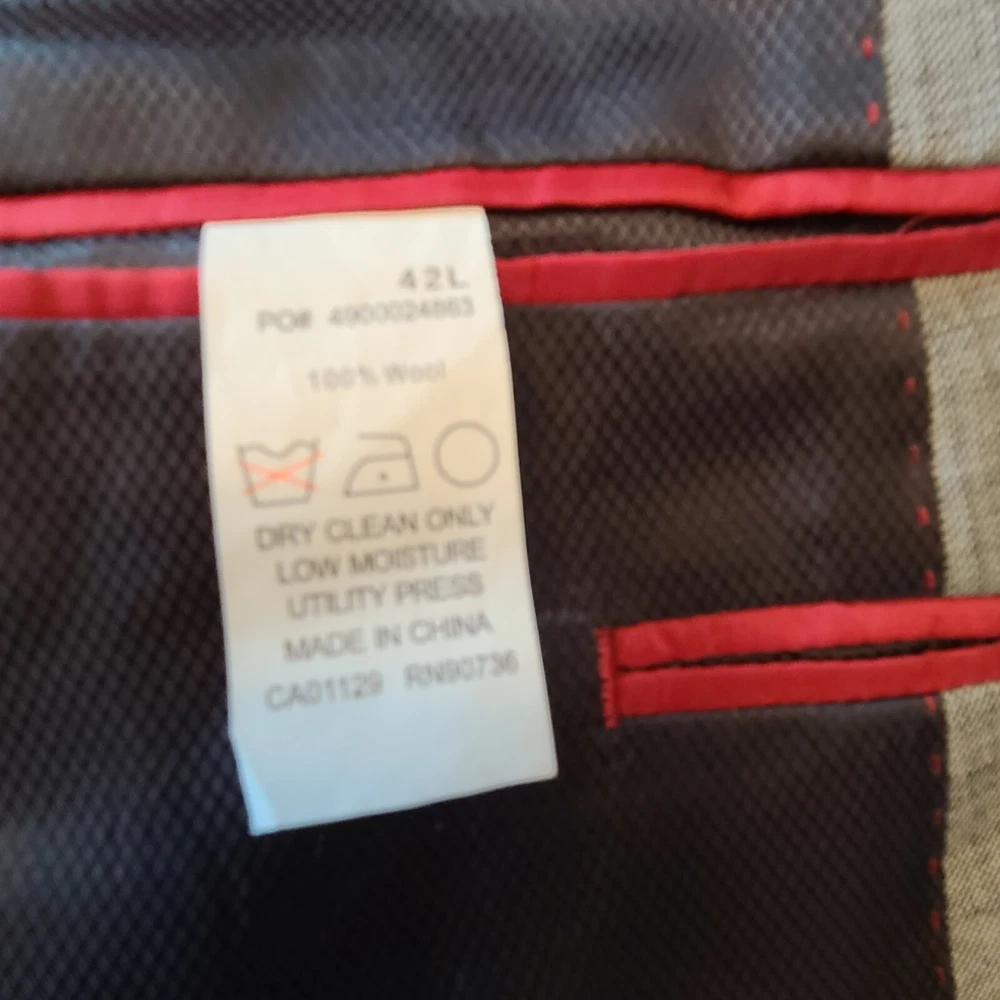 42L
PO# 4900024863
100% Wool
DRY CLEAN ONLY
LOW MOISTURE
UTILITY PRESS
MADE IN CHINA
CA01129 RN90736